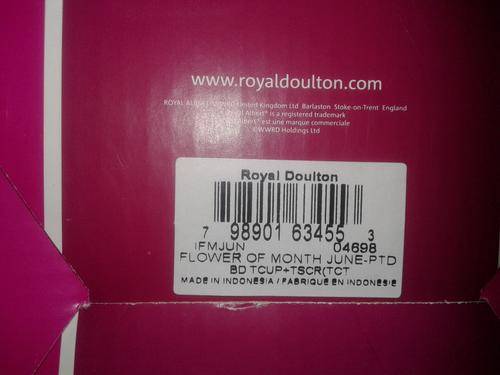 www.royaldoulton.com
ROYAL United Kingdom Ltd Barlaston Stoke-on-Trent England
Albert® is a registered trademark
Albert® est une marque commerciale
©WWRD Holdings Ltd
Royal Doulton
7 98901 63455 3
IFMJUN 04698
FLOWER OF MONTH JUNE-PTD
BD TCUP+TSCR(TCT
MADE IN INDONESIA / FABRIQUE EN INDONESIE